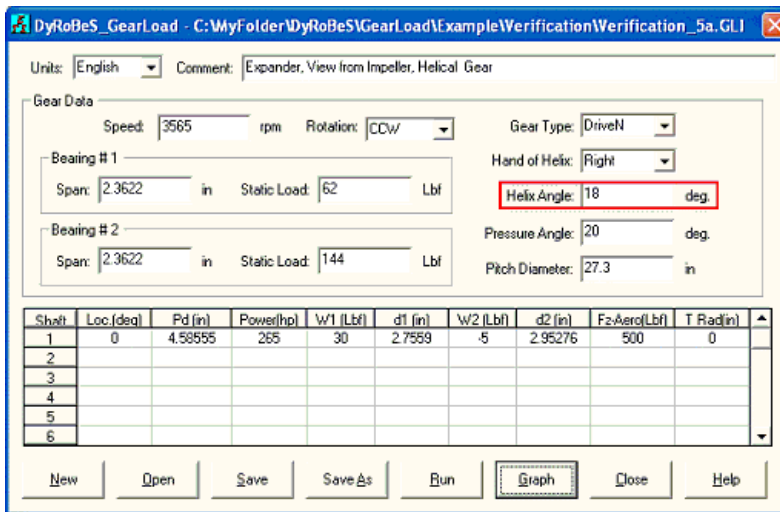 DyRoBeS_GearLoad - C:\MyFolder\DyRoBeS\GearLoad\Example\Verification\Verification_5a.GLI
Units: English Comment: Expander, View from Impeller, Helical Gear
Gear Data
Speed: 3565 rpm Rotation: CCW Gear Type: DriveN
Bearing # 1 Hand of Helix: Right
Span: 2.3622 in Static Load: 62 Lbf Helix Angle: 18 deg.
Bearing # 2 Pressure Angle: 20 deg.
Span: 2.3622 in Static Load: 144 Lbf Pitch Diameter: 27.3 in
Shaft Loc.(deg) Pd (in) Power(hp) W1 (Lbf) d1 (in) W2 (Lbf) d2 (in) Fz-Aero(Lbf) T Rad(in)
1 0 4.58555 265 30 2.7559 -5 2.95276 500 0
2
3
4
5
6
New Open Save Save As Run Graph Close Help